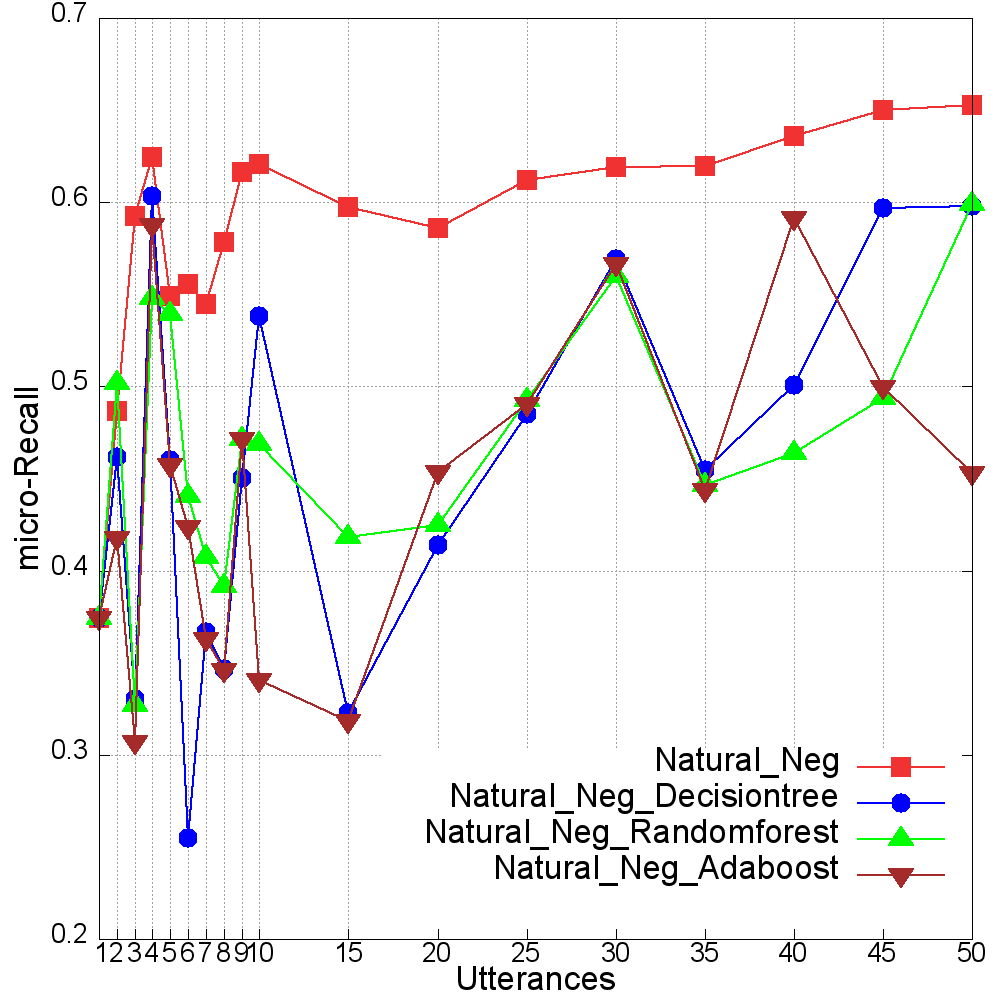 0.7
0.6
0.5
0.4
0.3
0.2
micro-Recall
Natural_Neg
Natural_Neg_Decisiontree
Natural_Neg_Randomforest
Natural_Neg_Adaboost
1 2 3 4 5 6 7 8 9 10 15 20 25 30 35 40 45 50
Utterances